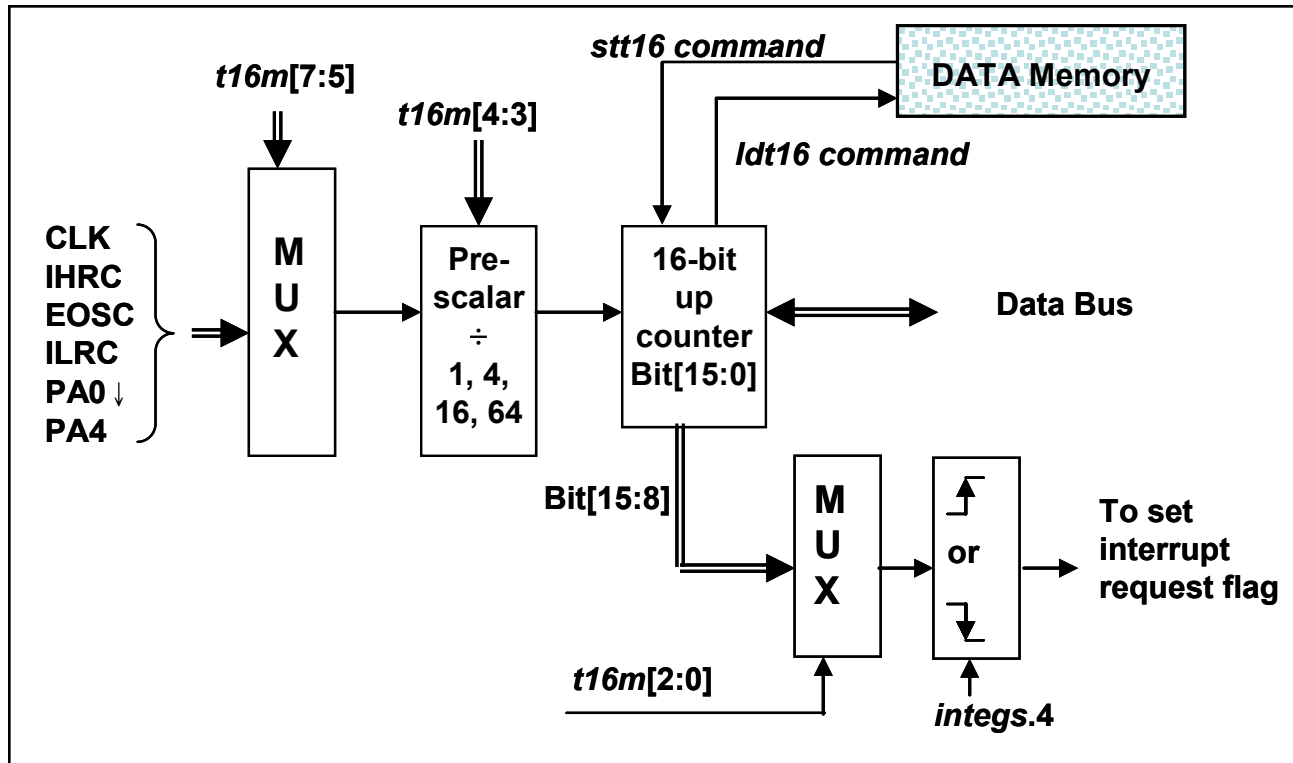 stt16 command
DATA Memory
t16m[7:5]
t16m[4:3]
ldt16 command
CLK
IHRC
EOSC
ILRC
PA0 ↓
PA4
M
U
X
Pre-
scalar
÷
1, 4,
16, 64
16-bit
up
counter
Bit[15:0]
Data Bus
Bit[15:8]
M
U
X
or
To set
interrupt
request flag
t16m[2:0]
integs.4